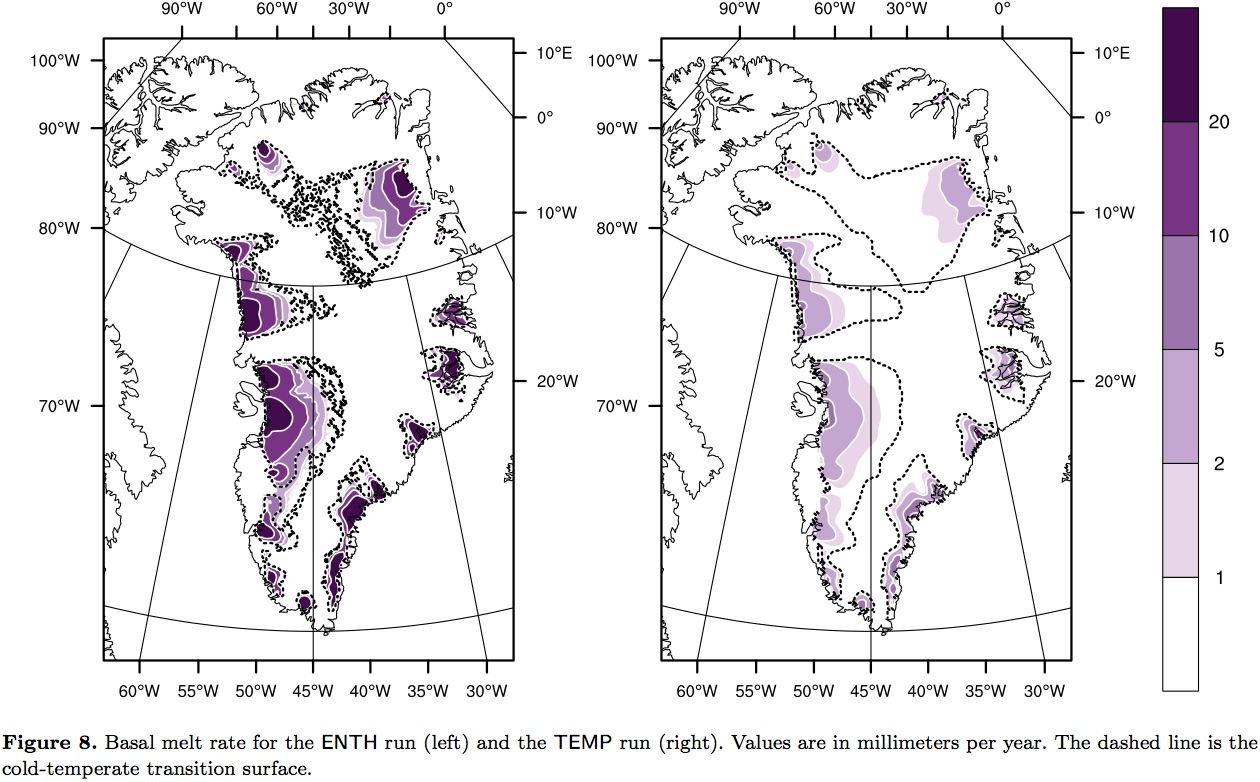 90°W 60°W 30°W 0° 90°W 60°W 30°W 0°
100°W 10°E 100°W 10°E
90°W 0° 90°W 0° 20
80°W 10°W 80°W 10°W 10
5
70°W 20°W 70°W 20°W 2
1
60°W 55°W 50°W 45°W 40°W 35°W 30°W 60°W 55°W 50°W 45°W 40°W 35°W 30°W
Figure 8. Basal melt rate for the ENTH run (left) and the TEMP run (right). Values are in millimeters per year. The dashed line is the
cold-temperate transition surface.